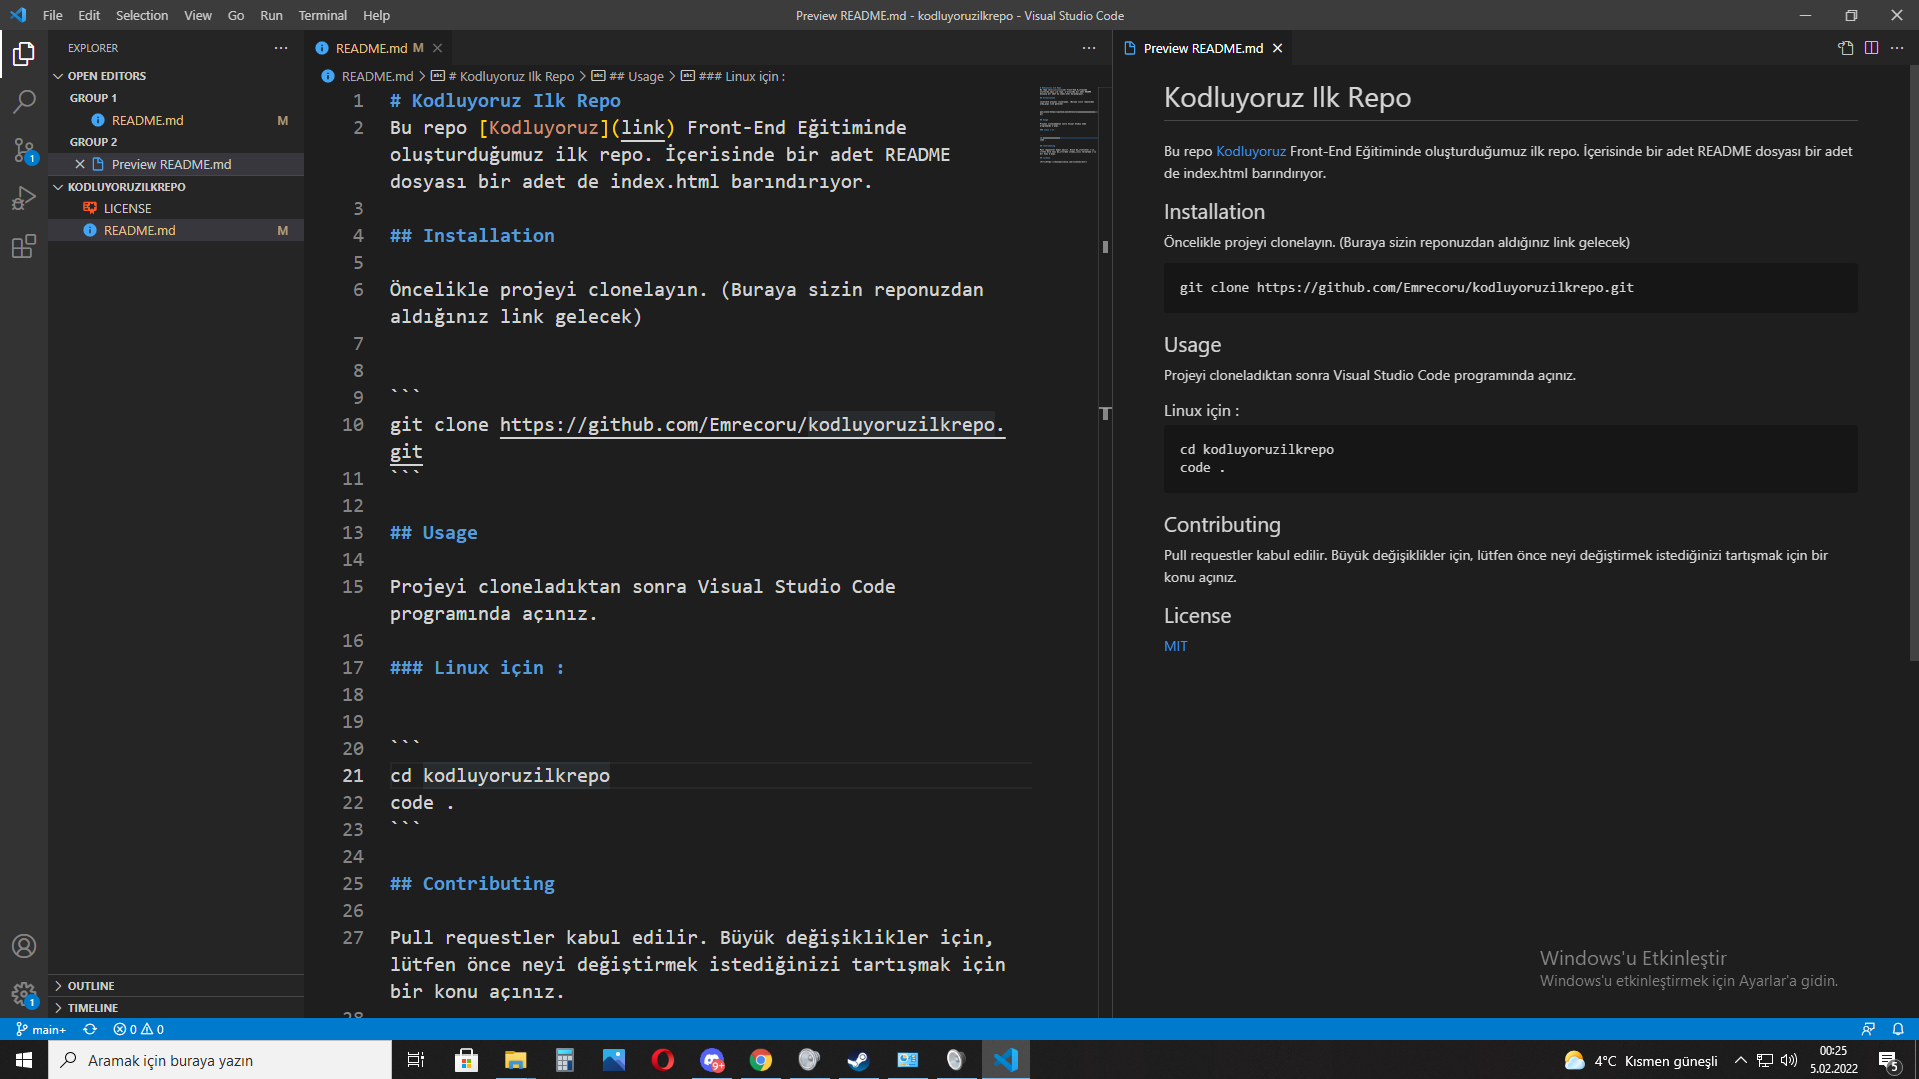 File Edit Selection View Go Run Terminal Help
Preview README.md - kodluyoruzilkrepo - Visual Studio Code
EXPLORER
OPEN EDITORS
GROUP 1
README.md M
GROUP 2
Preview README.md
KODLUYORUZILKREPO
LICENSE
README.md M
OUTLINE
TIMELINE
README.md M
README.md > # Kodluyoruz Ilk Repo > ## Usage > ### Linux için :
1 # Kodluyoruz Ilk Repo
2 Bu repo [Kodluyoruz](link) Front-End Eğitiminde
oluşturduğumuz ilk repo. İçerisinde bir adet README
dosyası bir adet de index.html barındırıyor.
3
4 ## Installation
5
6 Öncelikle projeyi clonelayın. (Buraya sizin reponuzdan
aldığınız link gelecek)
7
8
9 ```
10 git clone https://github.com/Emrecoru/kodluyoruzilkrepo.
git
11 ```
12
13 ## Usage
14
15 Projeyi cloneladıktan sonra Visual Studio Code
programında açınız.
16
17 ### Linux için :
18
19
20 ```
21 cd kodluyoruzilkrepo
22 code .
23 ```
24
25 ## Contributing
26
27 Pull requestler kabul edilir. Büyük değişiklikler için,
lütfen önce neyi değiştirmek istediğinizi tartışmak için
bir konu açınız.
28
Preview README.md
Kodluyoruz Ilk Repo
Bu repo Kodluyoruz Front-End Eğitiminde oluşturduğumuz ilk repo. İçerisinde bir adet README dosyası bir adet
de index.html barındırıyor.
Installation
Öncelikle projeyi clonelayın. (Buraya sizin reponuzdan aldığınız link gelecek)
git clone https://github.com/Emrecoru/kodluyoruzilkrepo.git
Usage
Projeyi cloneladıktan sonra Visual Studio Code programında açınız.
Linux için :
cd kodluyoruzilkrepo
code .
Contributing
Pull requestler kabul edilir. Büyük değişiklikler için, lütfen önce neyi değiştirmek istediğinizi tartışmak için bir
konu açınız.
License
MIT
Windows'u Etkinleştir
Windows'u etkinleştirmek için Ayarlar'a gidin.
main+ 0 0
Aramak için buraya yazın
9+
4°C Kısmen güneşli
00:25
5.02.2022
5